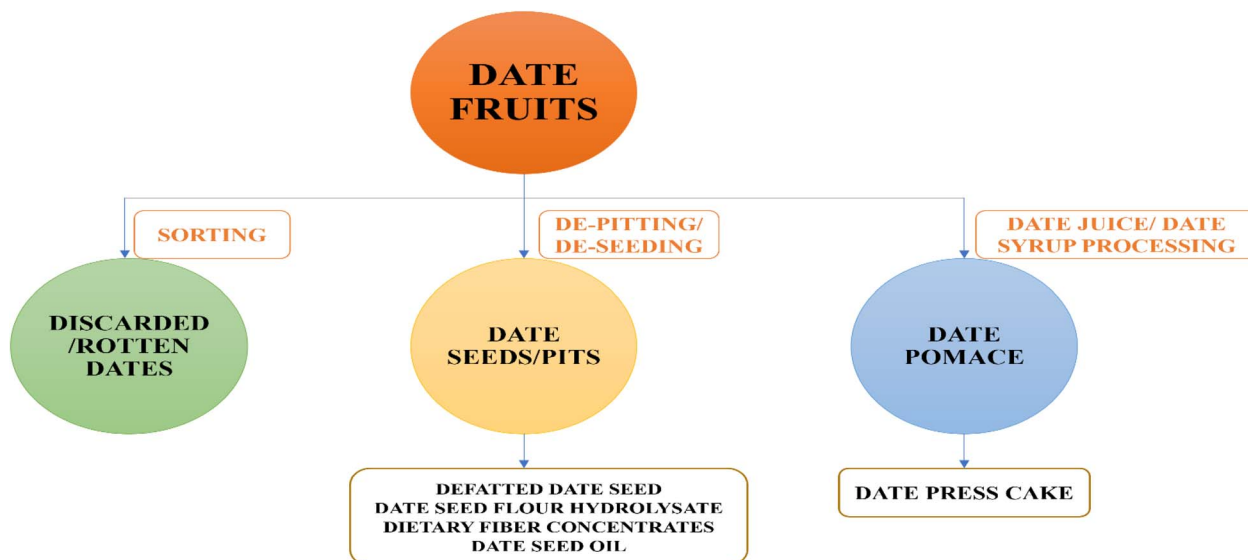 DATE
FRUITS
SORTING
DE-PITTING/
DE-SEEDING
DATE JUICE/ DATE
SYRUP PROCESSING
DISCARDED
/ROTTEN
DATES
DATE
SEEDS/PITS
DATE
POMACE
DEFATTED DATE SEED
DATE SEED FLOUR HYDROLYSATE
DIETARY FIBER CONCENTRATES
DATE SEED OIL
DATE PRESS CAKE